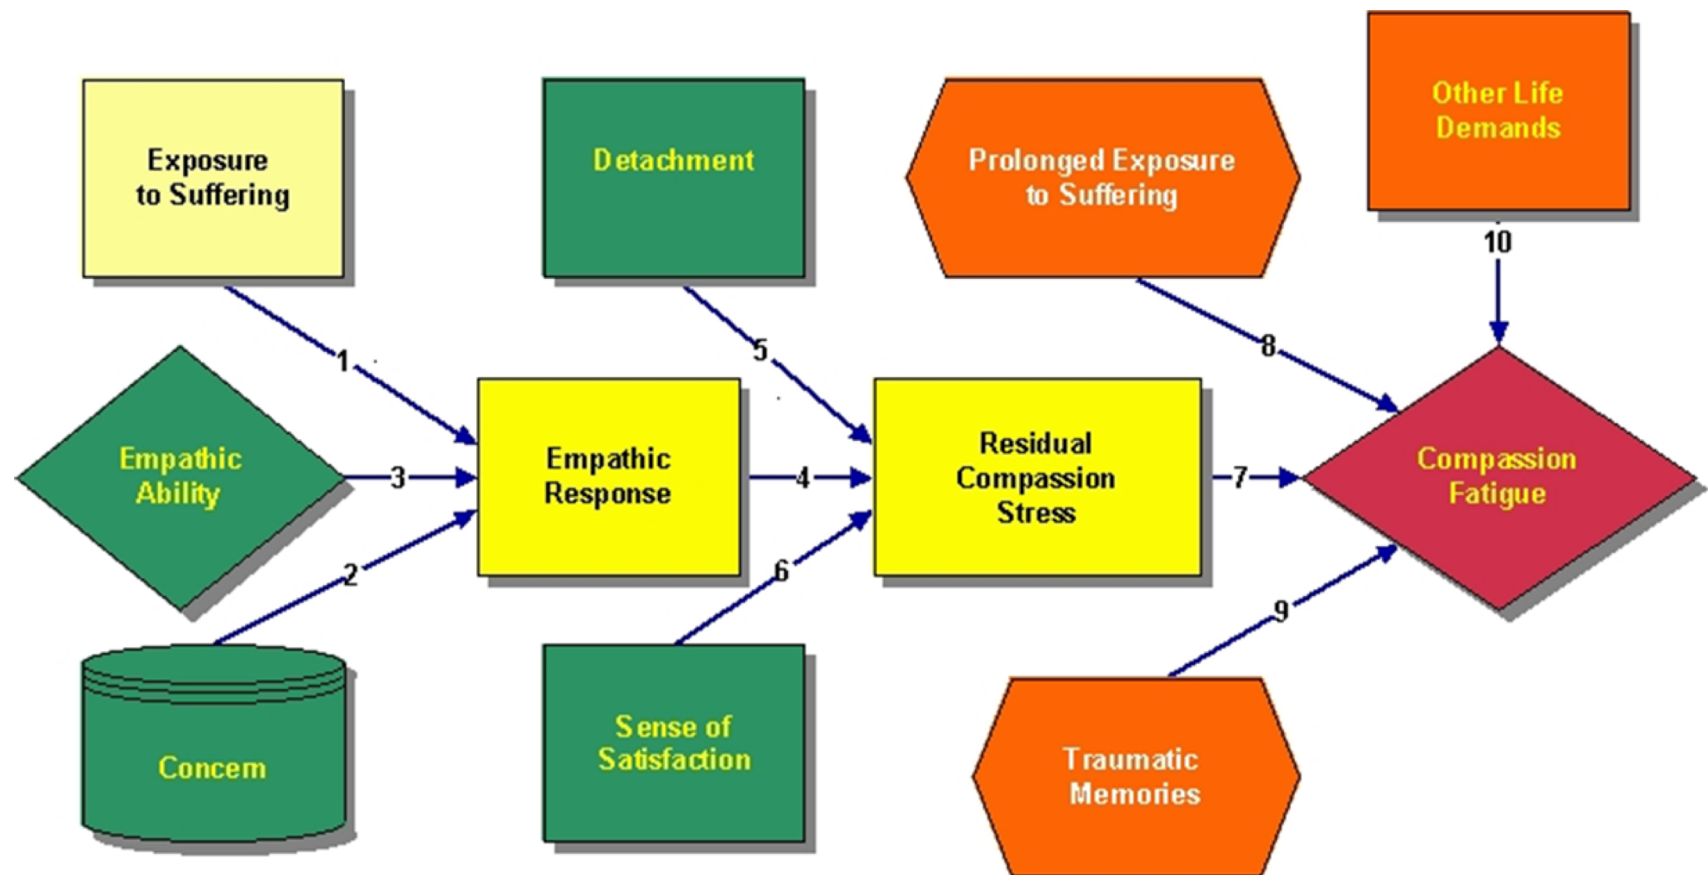 Other Life
Demands
Exposure
to Suffering
Detachment
Prolonged Exposure
to Suffering
10
1
5
8
Empathic
Ability
3
Empathic
Response
4
Residual
Compassion
Stress
7
Compassion
Fatigue
2
6
9
Concern
Sense of
Satisfaction
Traumatic
Memories